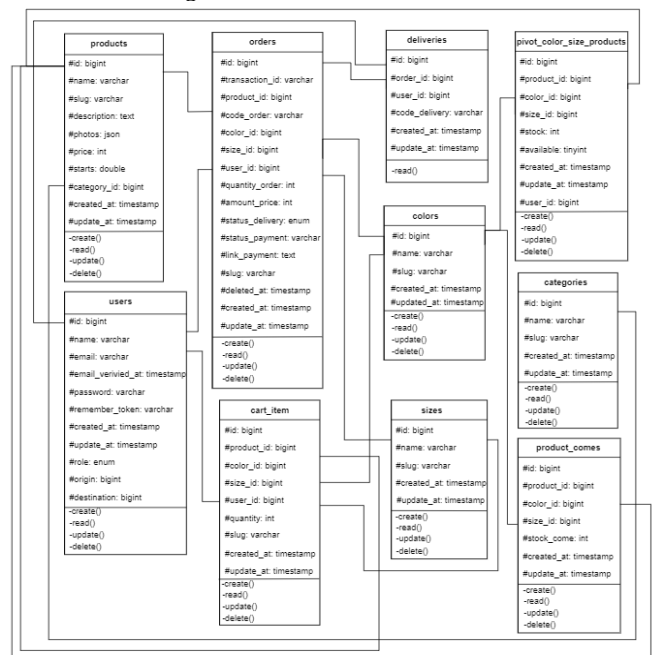 products
#id: bigint
#name: varchar
#slug: varchar
#description: text
#photos: json
#price: int
#starts: double
#category_id: bigint
#created_at: timestamp
#update_at: timestamp
-create()
-read()
-update()
-delete()
orders
#id: bigint
#transaction_id: varchar
#product_id: bigint
#code_order: varchar
#color_id: bigint
#size_id: bigint
#user_id: bigint
#quantity_order: int
#amount_price: int
#status_delivery: enum
#status_payment: varchar
#link_payment: text
#slug: varchar
#deleted_at: timestamp
#created_at: timestamp
#update_at: timestamp
-create()
-read()
-update()
-delete()
deliveries
#id: bigint
#order_id: bigint
#user_id: bigint
#code_delivery: varchar
#created_at: timestamp
#update_at: timestamp
-read()
pivot_color_size_products
#id: bigint
#product_id: bigint
#color_id: bigint
#size_id: bigint
#stock: int
#available: tinyint
#created_at: timestamp
#update_at: timestamp
#user_id: bigint
-create()
-read()
-update()
-delete()
colors
#id: bigint
#name: varchar
#slug: varchar
#created_at: timestamp
#updated_at: timestamp
-create()
-read()
-update()
-delete()
categories
#id: bigint
#name: varchar
#slug: varchar
#created_at: timestamp
#update_at: timestamp
-create()
-read()
-update()
-delete()
users
#id: bigint
#name: varchar
#email: varchar
#email_verivied_at: timestamp
#password: varchar
#remember_token: varchar
#created_at: timestamp
#update_at: timestamp
#role: enum
#origin: bigint
#destination: bigint
-create()
-read()
-update()
-delete()
cart_item
#id: bigint
#product_id: bigint
#color_id: bigint
#size_id: bigint
#user_id: bigint
#quantity: int
#slug: varchar
#created_at: timestamp
#update_at: timestamp
-create()
-read()
-update()
-delete()
sizes
#id: bigint
#name: varchar
#slug: varchar
#created_at: timestamp
#update_at: timestamp
-create()
-read()
-update()
-delete()
product_comes
#id: bigint
#product_id: bigint
#color_id: bigint
#size_id: bigint
#stock_come: int
#created_at: timestamp
#update_at: timestamp
-create()
-read()
-update()
-delete()